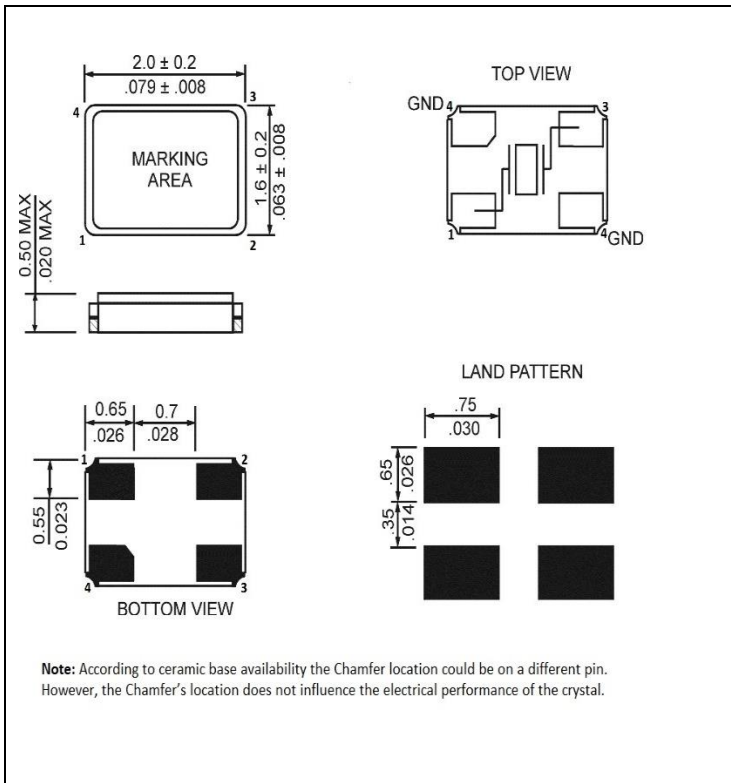 2.0 ± 0.2
.079 ± .008
4
3
MARKING
AREA
1.6 ± 0.2
.063 ± .008
1
2
0.50 MAX
.020 MAX
TOP VIEW
GND 4
3
1
4 GND
0.65
.026
0.7
.028
1
2
0.55
0.023
4
3
BOTTOM VIEW
LAND PATTERN
.75
.030
.65
.026
.35
.014
Note: According to ceramic base availability the Chamfer location could be on a different pin.
However, the Chamfer's location does not influence the electrical performance of the crystal.